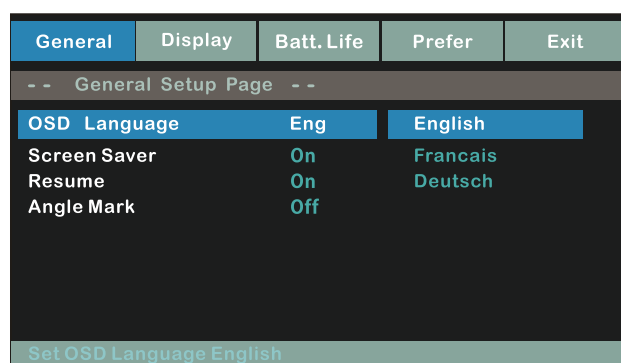 General Display Batt. Life Prefer Exit
-- General Setup Page --
OSD Language Eng English
Screen Saver On Francais
Resume On Deutsch
Angle Mark Off
Set OSD Language English